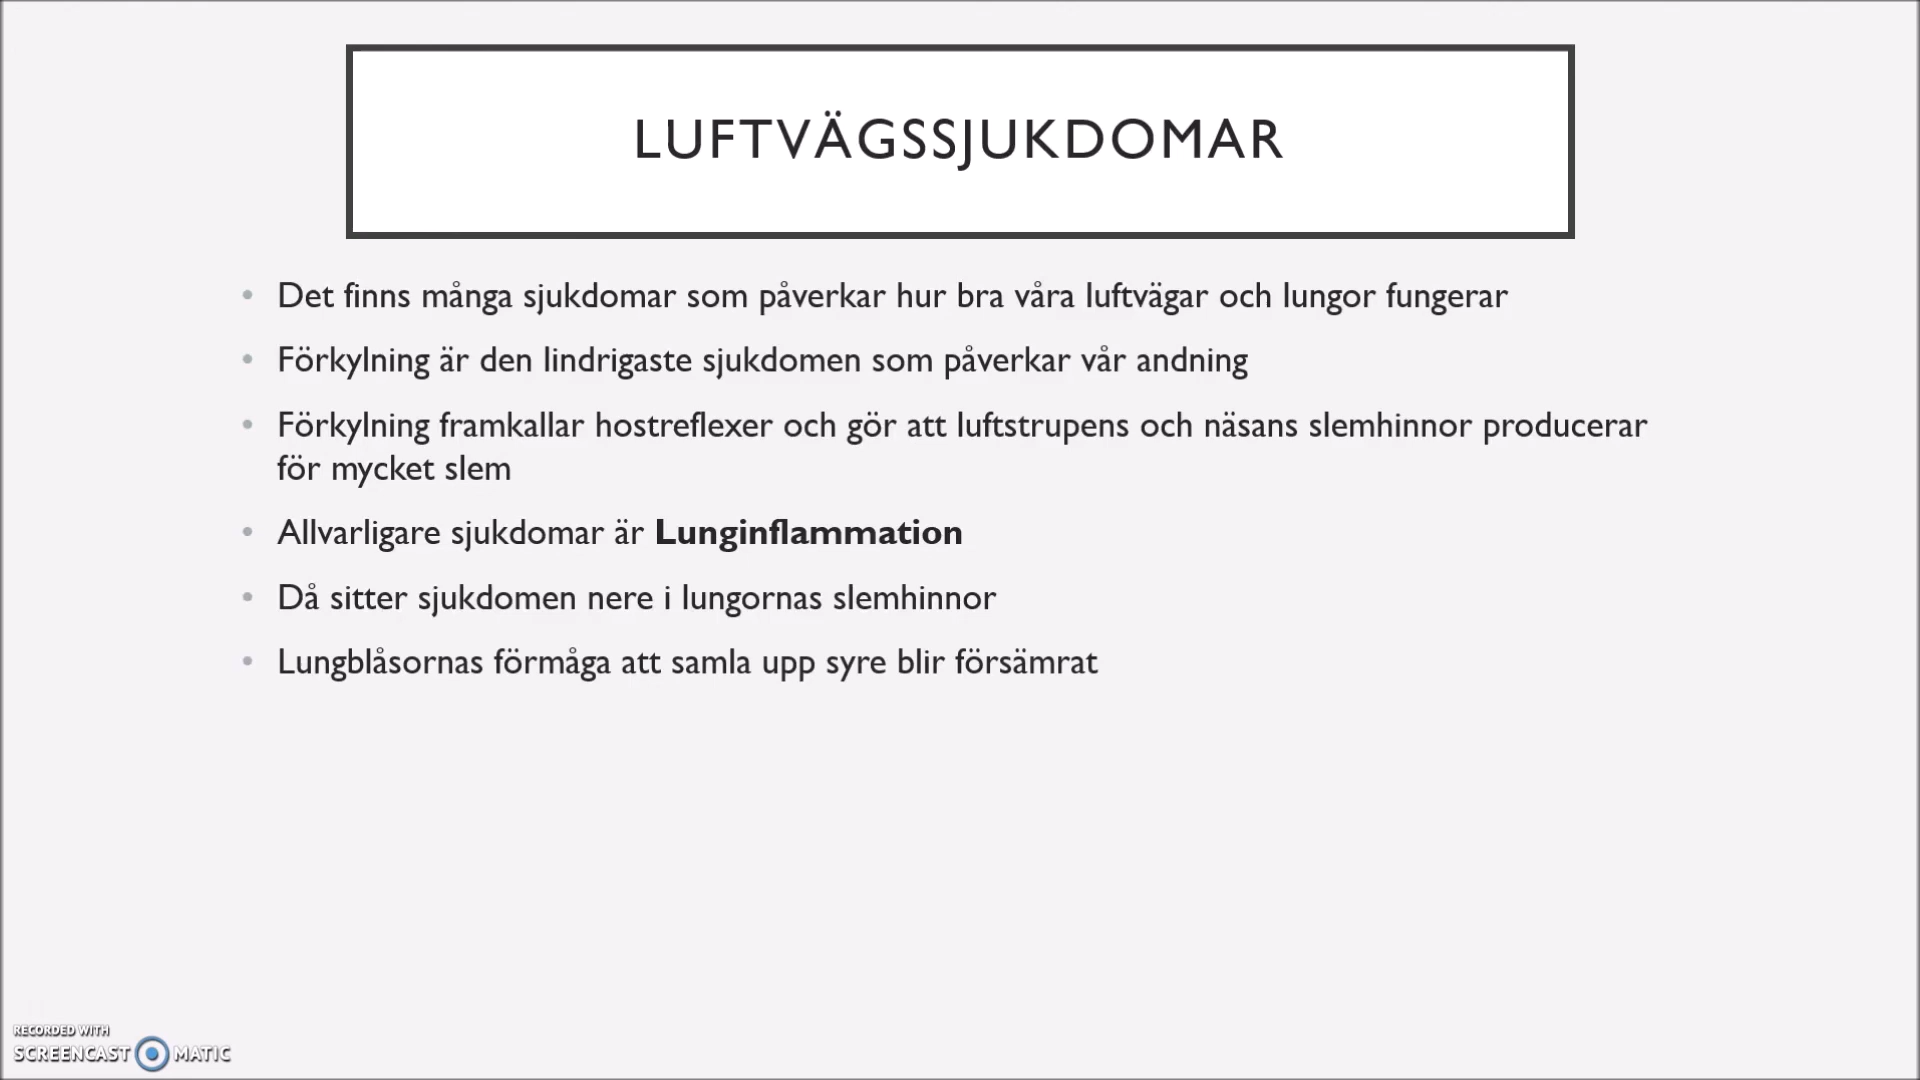 LUFTVÄGSSJUKDOMAR
• Det finns många sjukdomar som påverkar hur bra våra luftvägar och lungor fungerar
• Förkylning är den lindrigaste sjukdomen som påverkar vår andning
• Förkylning framkallar hostreflexer och gör att luftstrupens och näsans slemhinnor producerar
för mycket slem
• Allvarligare sjukdomar är Lunginflammation
• Då sitter sjukdomen nere i lungornas slemhinnor
• Lungblåsornas förmåga att samla upp syre blir försämrat
RECORDED WITH
SCREENCAST MATIC